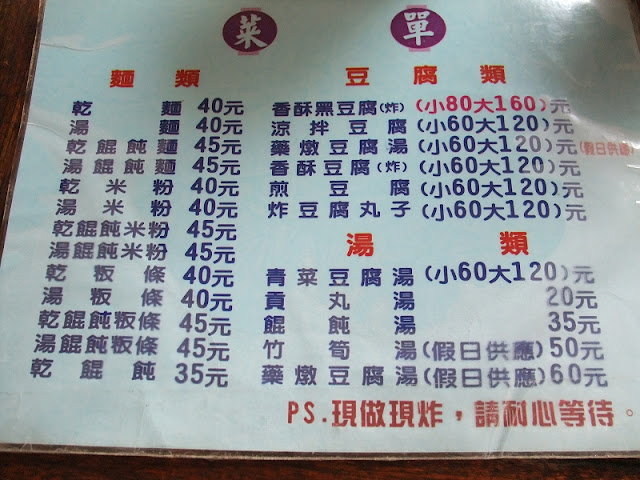 菜 單
麵 類
乾 麵 40元
湯 麵 40元
乾餛飩麵 45元
湯餛飩麵 45元
乾米粉 40元
湯米粉 40元
乾餛飩米粉 45元
湯餛飩米粉 45元
乾粄條 40元
湯粄條 40元
乾餛飩粄條 45元
湯餛飩粄條 45元
乾餛飩 35元
豆 腐 類
香酥黑豆腐(炸) (小80大160)元
涼拌豆腐 (小60大120)元
藥燉豆腐湯 (小60大120)元(假日供應)
香酥豆腐(炸) (小60大120)元
煎豆腐 (小60大120)元
炸豆腐丸子 (小60大120)元
湯 類
青菜豆腐湯 (小60大120)元
貢丸湯 20元
餛飩湯 35元
竹筍湯(假日供應) 50元
藥燉豆腐湯(假日供應) 60元
PS.現做現炸，請耐心等待。